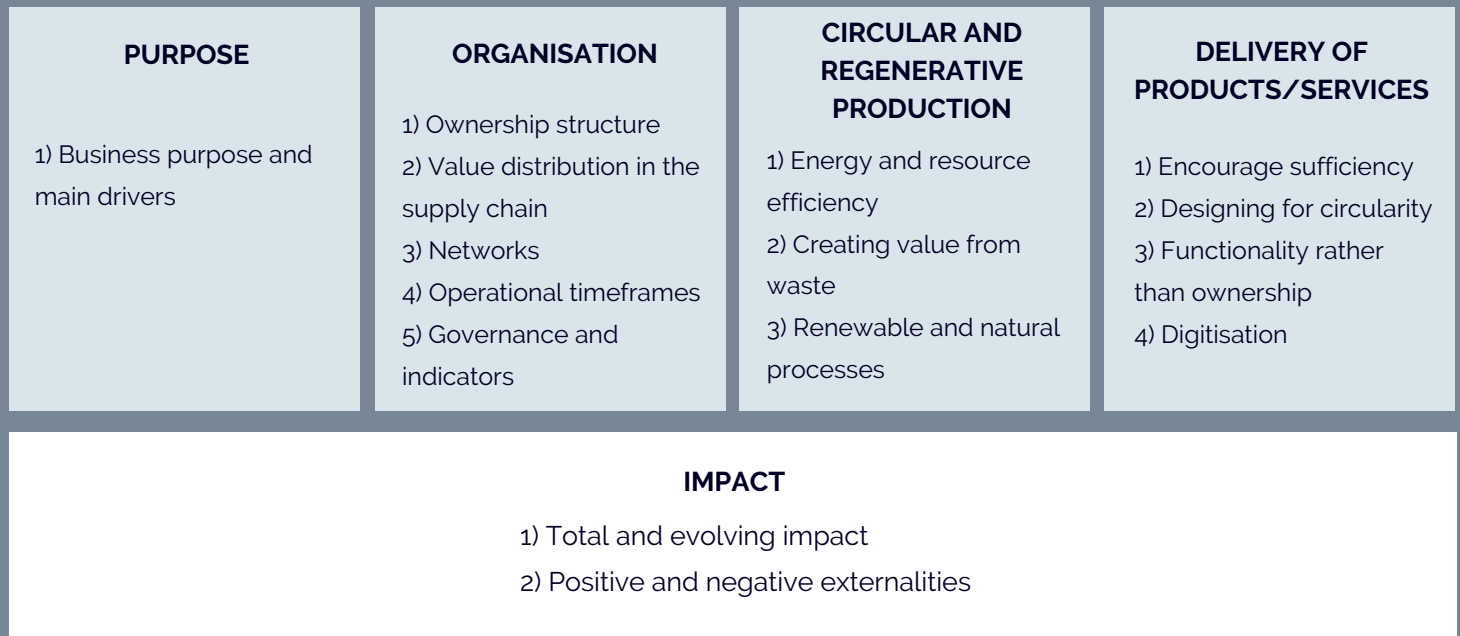 PURPOSE
1) Business purpose and
main drivers
ORGANISATION
1) Ownership structure
2) Value distribution in the
supply chain
3) Networks
4) Operational timeframes
5) Governance and
indicators
CIRCULAR AND
REGENERATIVE
PRODUCTION
1) Energy and resource
efficiency
2) Creating value from
waste
3) Renewable and natural
processes
DELIVERY OF
PRODUCTS/SERVICES
1) Encourage sufficiency
2) Designing for circularity
3) Functionality rather
than ownership
4) Digitisation
IMPACT
1) Total and evolving impact
2) Positive and negative externalities